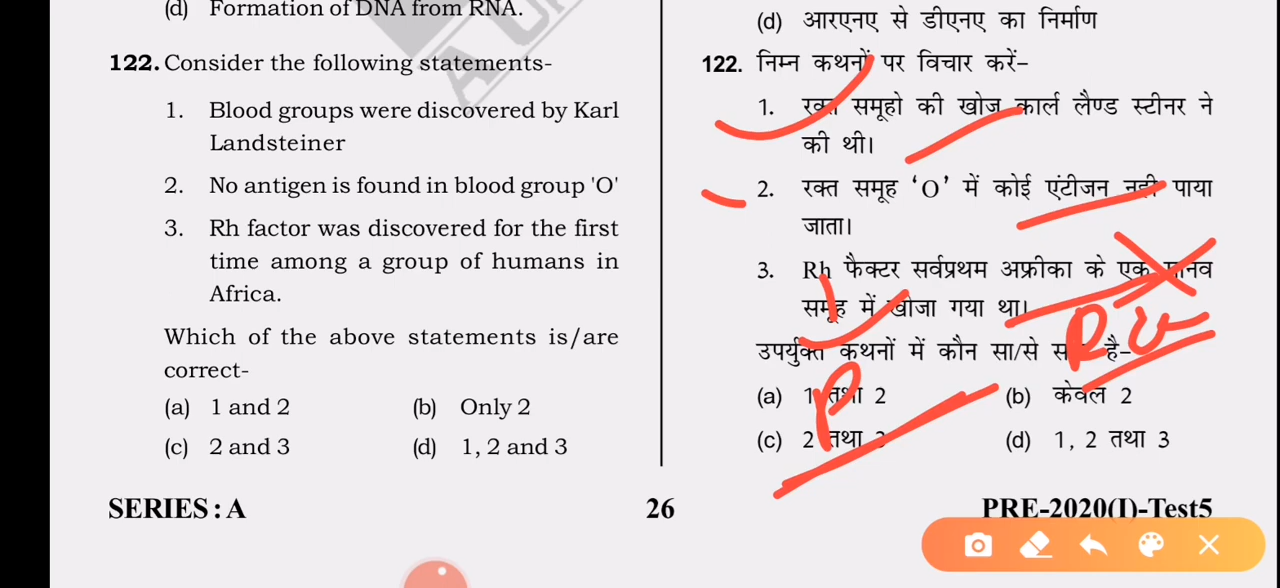 (d) Formation of DNA from RNA.
122. Consider the following statements-
1. Blood groups were discovered by Karl
Landsteiner
2. No antigen is found in blood group 'O'
3. Rh factor was discovered for the first
time among a group of humans in
Africa.
Which of the above statements is/are
correct-
(a) 1 and 2 (b) Only 2
(c) 2 and 3 (d) 1, 2 and 3
(d) आरएनए से डीएनए का निर्माण
122. निम्न कथनों पर विचार करें-
1. रक्त समूहो की खोज कार्ल लैण्ड स्टीनर ने
की थी।
2. रक्त समूह ‘O’ में कोई एंटीजन नही पाया
जाता।
3. Rh फैक्टर सर्वप्रथम अफ्रीका के एक मानव
समूह में खोजा गया था।
उपर्युक्त कथनों में कौन सा/से है-
(a) 1 तथा 2 (b) केवल 2
(c) 2 तथा 3 (d) 1, 2 तथा 3
SERIES : A 26 PRE-2020(I)-Test5